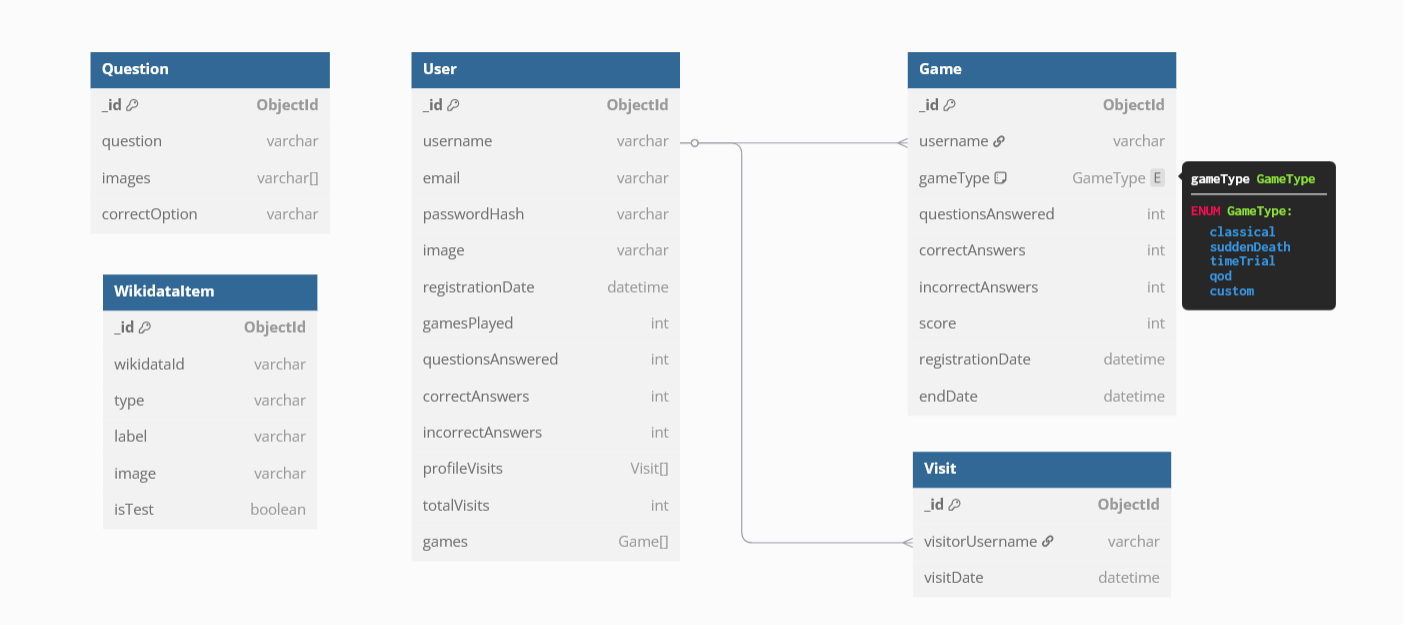 Question
_id ObjectId
question varchar
images varchar[]
correctOption varchar
WikidataItem
_id ObjectId
wikidataId varchar
type varchar
label varchar
image varchar
isTest boolean
User
_id ObjectId
username varchar
email varchar
passwordHash varchar
image varchar
registrationDate datetime
gamesPlayed int
questionsAnswered int
correctAnswers int
incorrectAnswers int
profileVisits Visit[]
totalVisits int
games Game[]
Game
_id ObjectId
username varchar
gameType GameType E
questionsAnswered int
correctAnswers int
incorrectAnswers int
score int
registrationDate datetime
endDate datetime
gameType GameType
ENUM GameType:
classical
suddenDeath
timeTrial
qod
custom
Visit
_id ObjectId
visitorUsername varchar
visitDate datetime